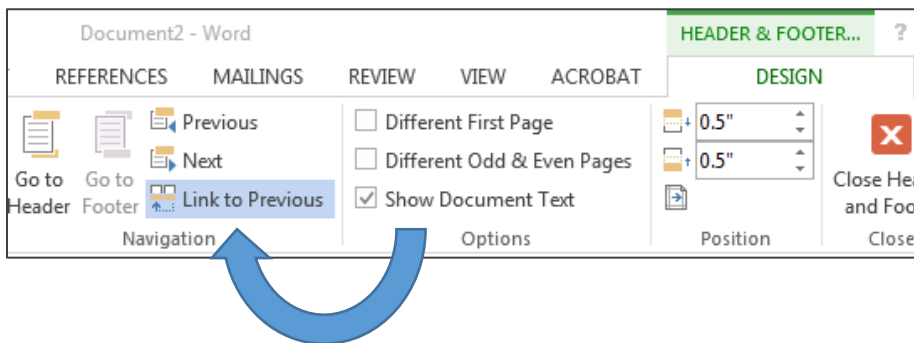 Document2 - Word
HEADER & FOOTER...
?
REFERENCES MAILINGS REVIEW VIEW ACROBAT DESIGN
Go to Header
Go to Footer
Previous
Next
Link to Previous
Navigation
Different First Page
Different Odd & Even Pages
Show Document Text
Options
0.5"
0.5"
Position
Close Hea
and Foo
Close